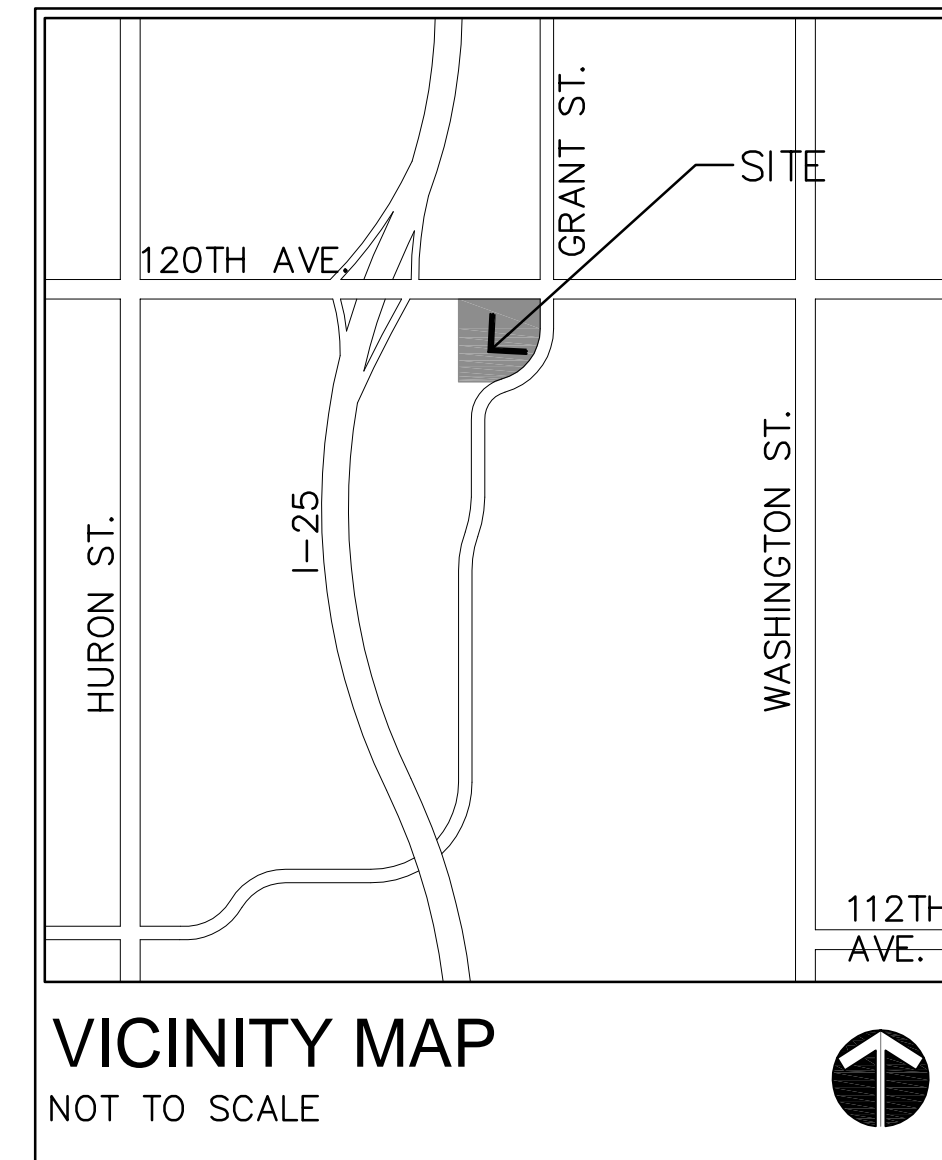 GRANT ST.
SITE
120TH AVE.
I-25
HURON ST.
WASHINGTON ST.
112TH
AVE.
VICINITY MAP
NOT TO SCALE